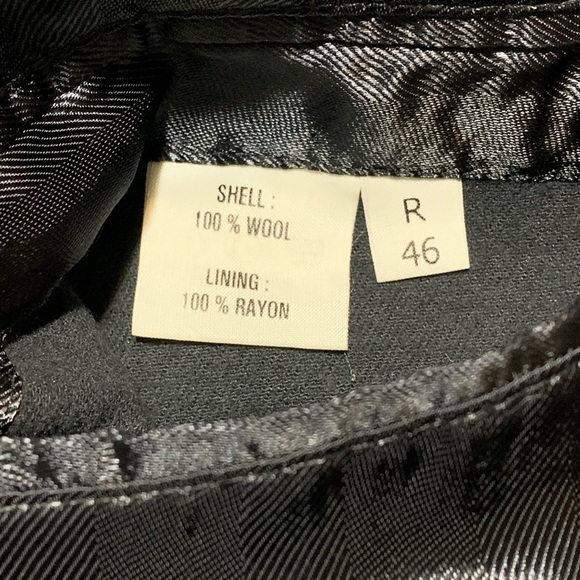 SHELL :
100 % WOOL
LINING :
100 % RAYON
R
46